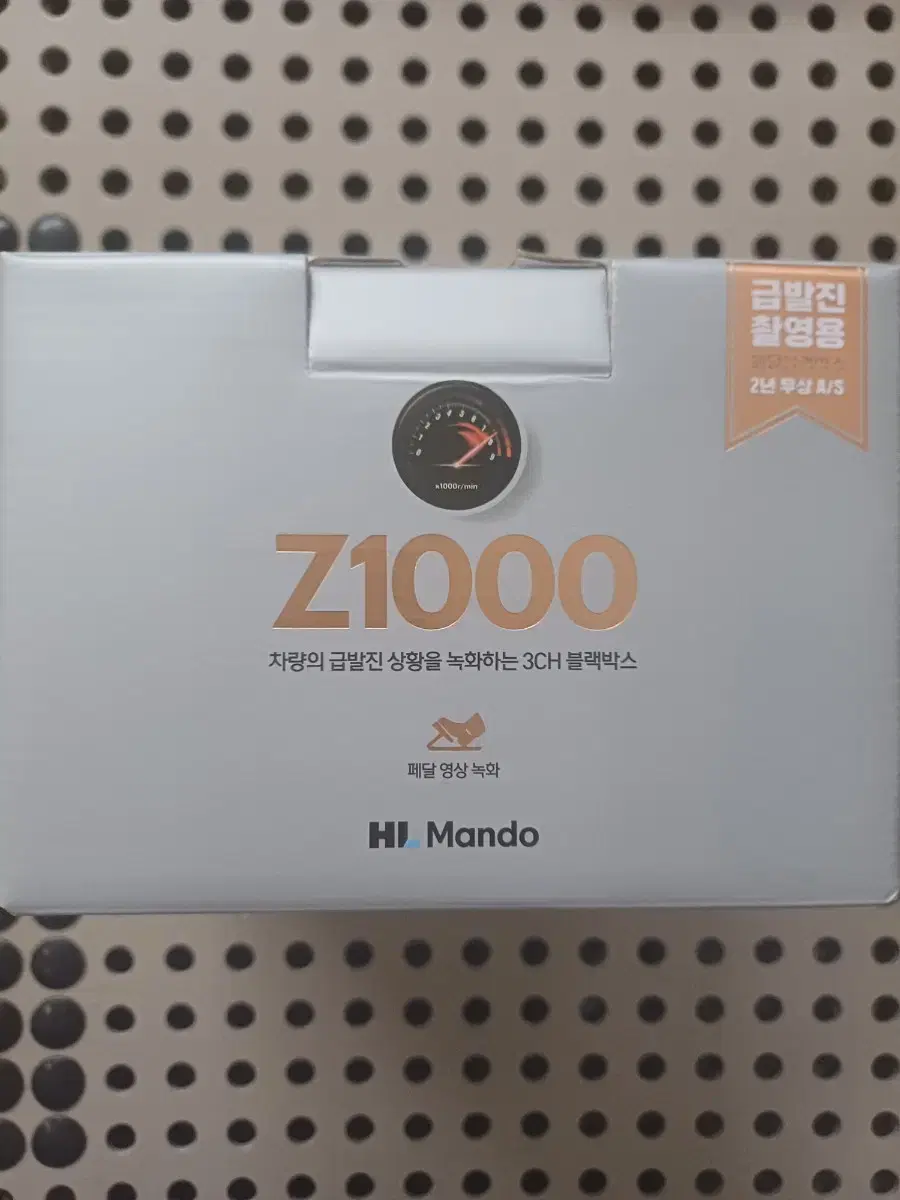 급발진
촬영용
2년 무상 A/S
x1000r/min
Z1000
차량의 급발진 상황을 녹화하는 3CH 블랙박스
페달 영상 녹화
HL Mando